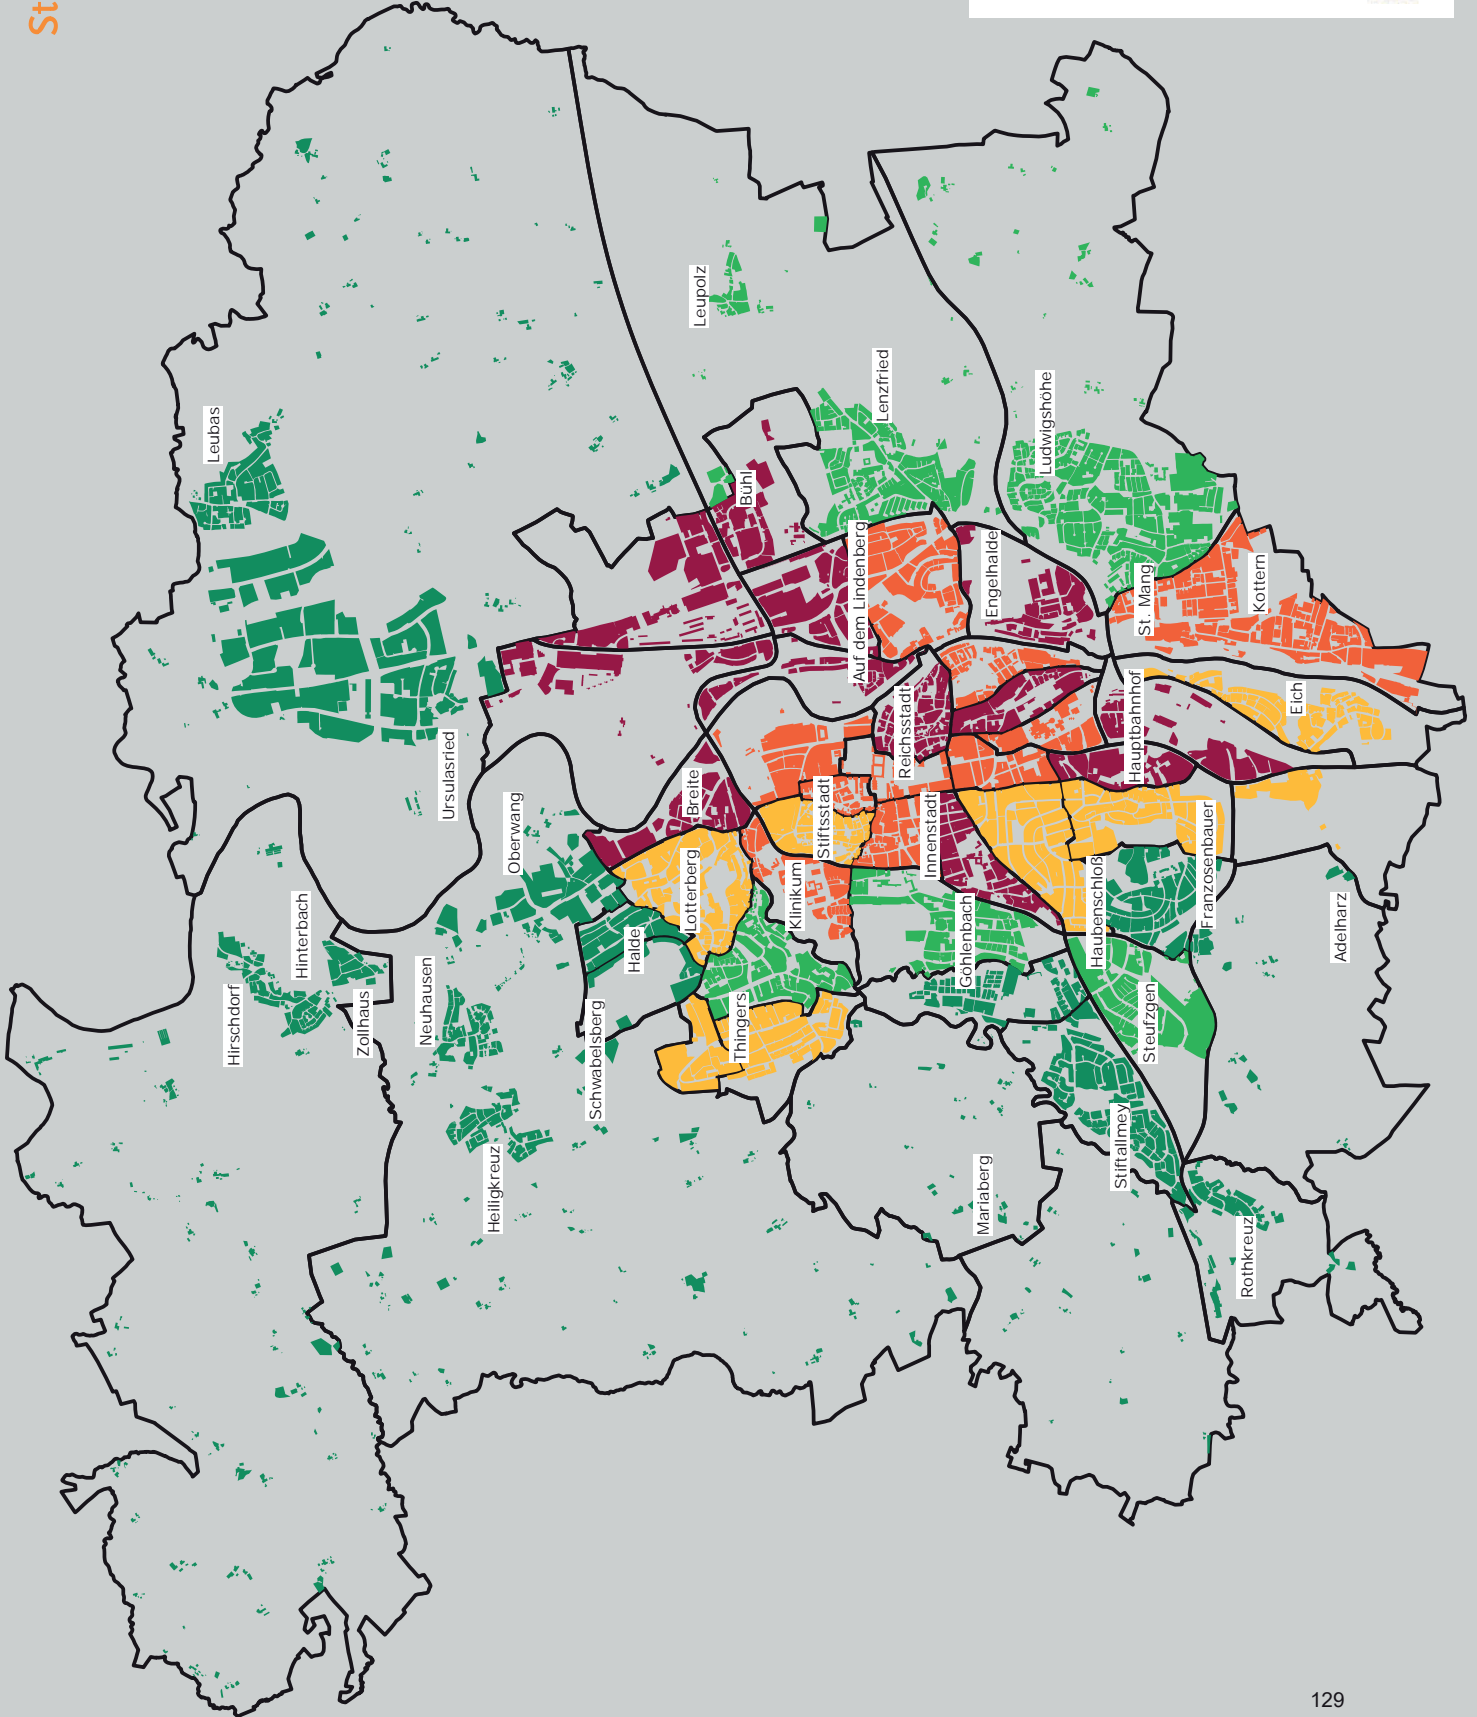 St
Leubas
Leupolz
Lenzfried
Ludwigshöhe
Bühl
Auf dem Lindenberg
Engelhalde
St. Mang
Kottern
Ursulasried
Oberwang
Breite
Reichsstadt
Hauptbahnhof
Eich
Stiftsstadt
Innenstadt
Franzosenbauer
Hinterbach
Halde
Lotterberg
Klinikum
Göhlenbach
Haubenschloß
Adelharz
Hirschdorf
Zollhaus
Neuhausen
Schwabelsberg
Thingers
Steufzgen
Heiligkreuz
Mariaberg
Stiftallmey
Rothkreuz
129